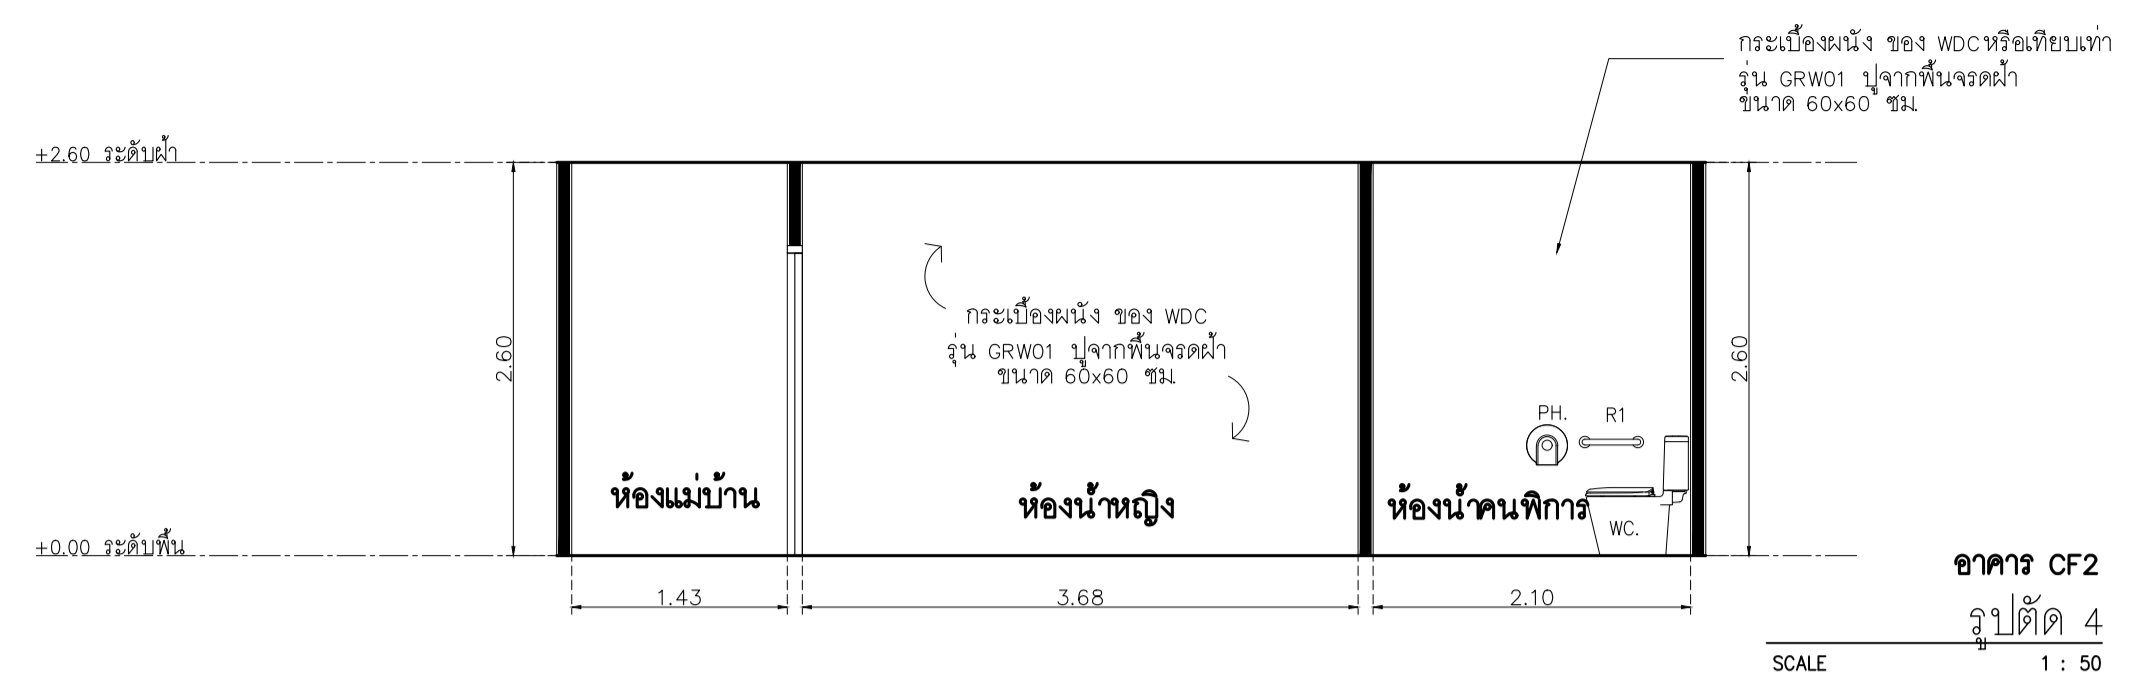 กระเบื้องผนัง ของ WDCหรือเทียบเท่า
รุ่น GRW01 ปูจากพื้นจรดฝ้า
ขนาด 60x60 ซม.
+2.60 ระดับฝ้า
2.60
กระเบื้องผนัง ของ WDC
รุ่น GRW01 ปูจากพื้นจรดฝ้า
ขนาด 60x60 ซม.
2.60
PH. R1
ห้องแม่บ้าน
ห้องน้ำหญิง
ห้องน้ำคนพิการ
WC.
+0.00 ระดับพื้น
1.43
3.68
2.10
อาคาร CF2
รูปตัด 4
SCALE 1 : 50